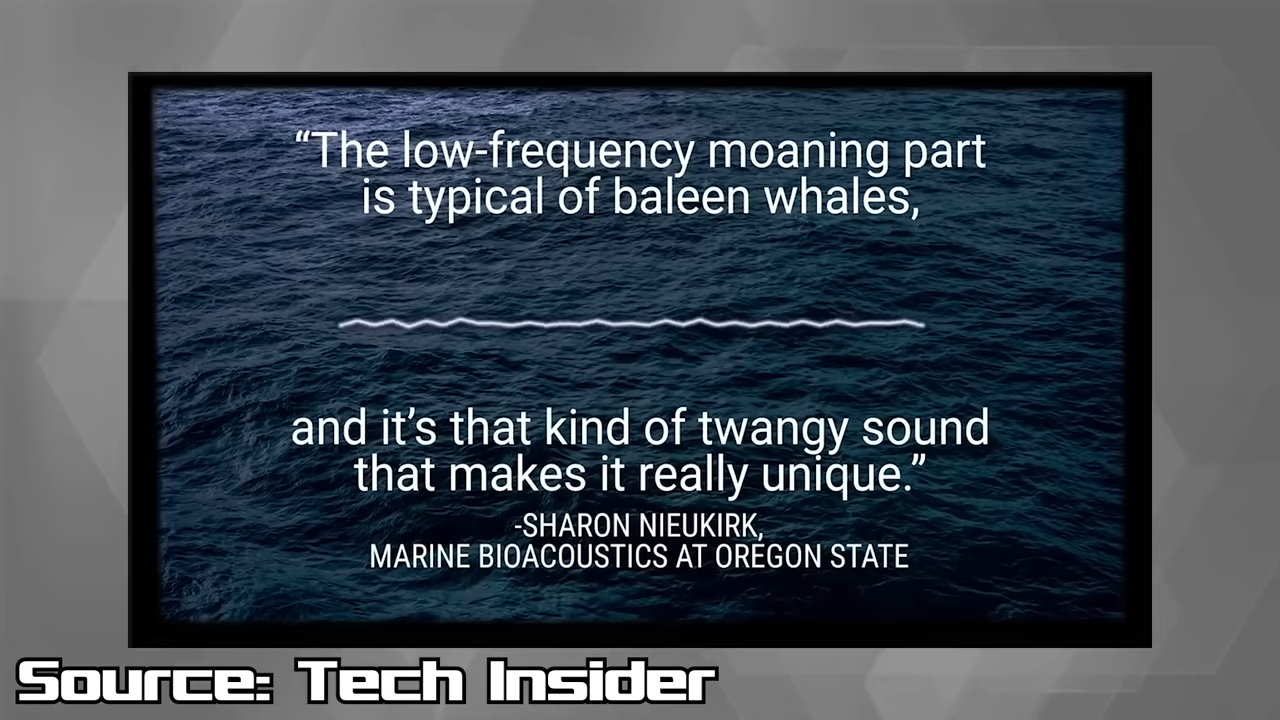 “The low-frequency moaning part
is typical of baleen whales,
and it’s that kind of twangy sound
that makes it really unique.”
-SHARON NIEUKIRK,
MARINE BIOACOUSTICS AT OREGON STATE
Source: Tech Insider